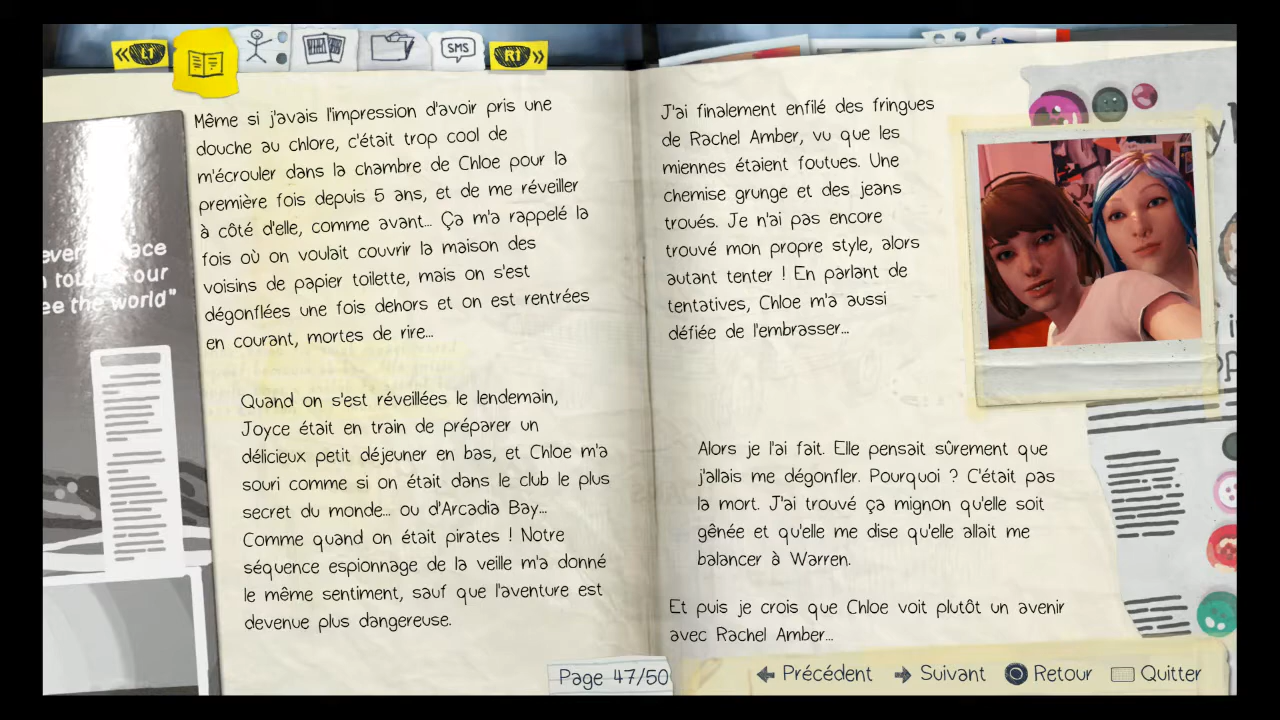 L1
SMS
R1
Même si j'avais l'impression d'avoir pris une
douche au chlore, c'était trop cool de
m'écrouler dans la chambre de Chloe pour la
première fois depuis 5 ans, et de me réveiller
à côté d'elle, comme avant... Ça m'a rappelé la
fois où on voulait couvrir la maison des
voisins de papier toilette, mais on s'est
dégonflées une fois dehors et on est rentrées
en courant, mortes de rire...
Quand on s'est réveillées le lendemain,
Joyce était en train de préparer un
délicieux petit déjeuner en bas, et Chloe m'a
souri comme si on était dans le club le plus
secret du monde... ou d'Arcadia Bay...
Comme quand on était pirates ! Notre
séquence espionnage de la veille m'a donné
le même sentiment, sauf que l'aventure est
devenue plus dangereuse.
J'ai finalement enfilé des fringues
de Rachel Amber, vu que les
miennes étaient foutues. Une
chemise grunge et des jeans
troués. Je n'ai pas encore
trouvé mon propre style, alors
autant tenter ! En parlant de
tentatives, Chloe m'a aussi
défiée de l'embrasser...
Alors je l'ai fait. Elle pensait sûrement que
j'allais me dégonfler. Pourquoi ? C'était pas
la mort. J'ai trouvé ça mignon qu'elle soit
gênée et qu'elle me dise qu'elle allait me
balancer à Warren.
Et puis je crois que Chloe voit plutôt un avenir
avec Rachel Amber...
the world"
Page 47/50
Précédent
Suivant
Retour
Quitter